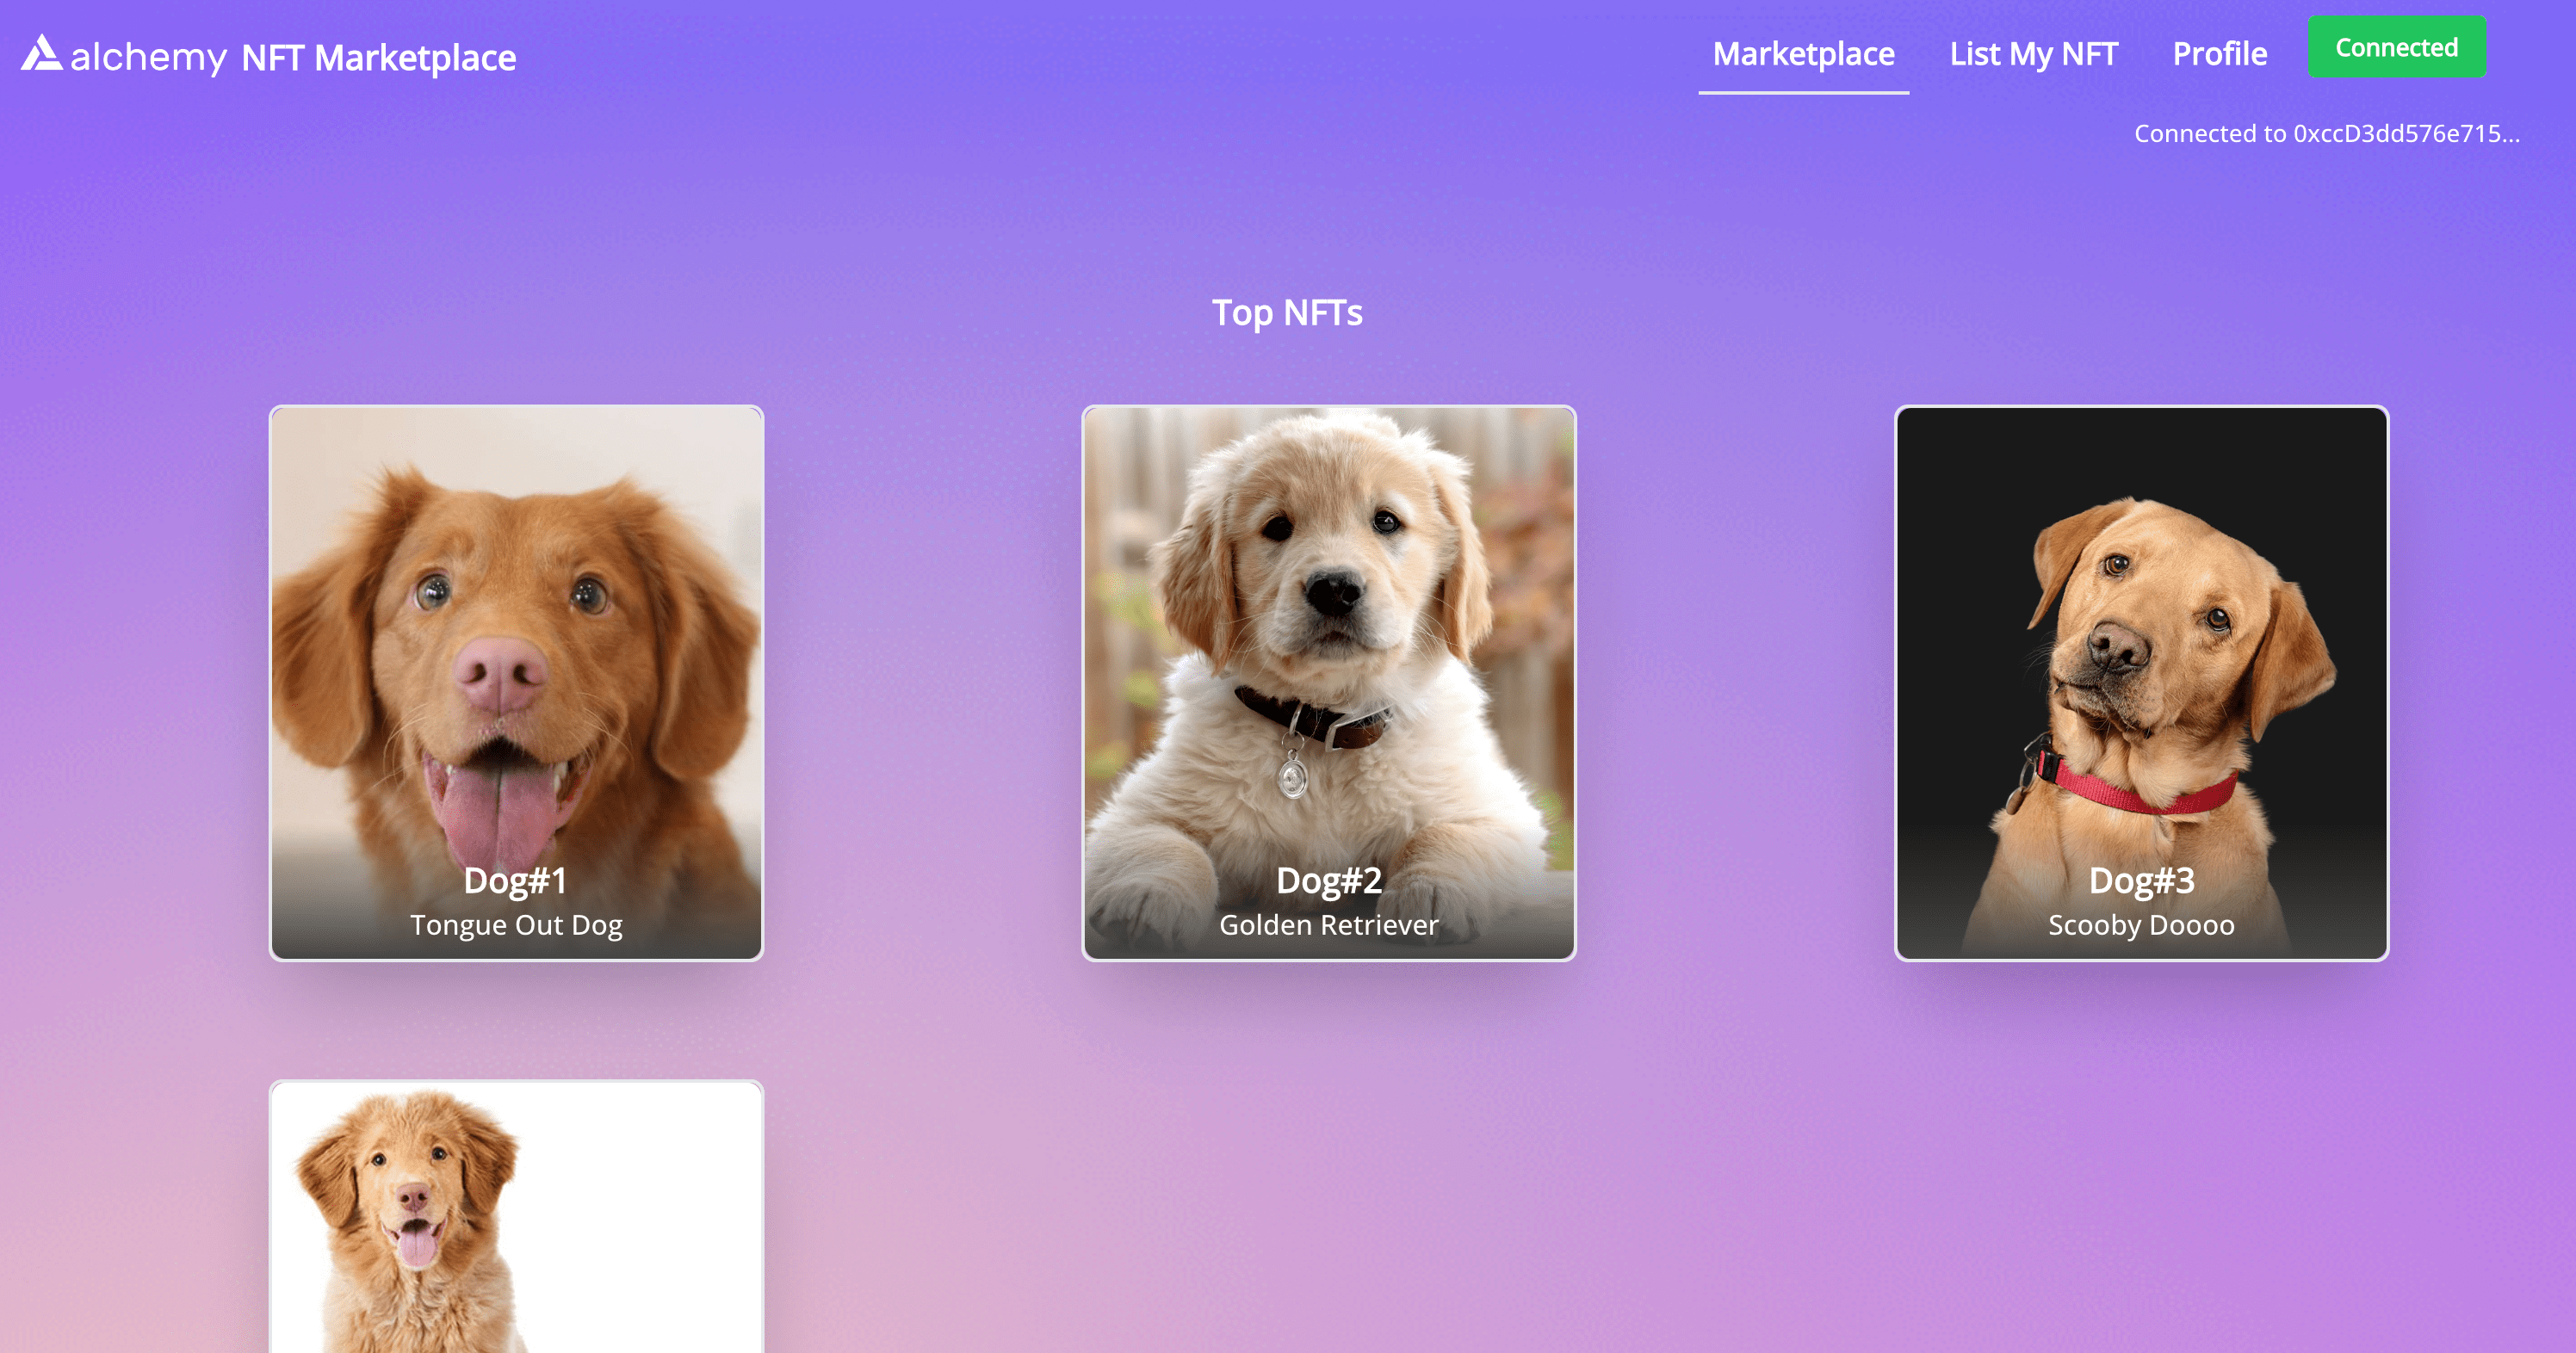 alchemy NFT Marketplace
Marketplace
List My NFT
Profile
Connected
Connected to 0xccD3dd576e715...
Top NFTs
Dog#1
Tongue Out Dog
Dog#2
Golden Retriever
Dog#3
Scooby Doooo